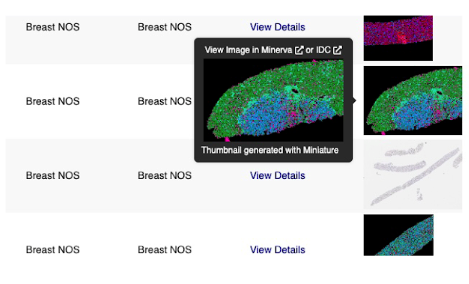 Breast NOS Breast NOS View Details
View Image in Minerva or IDC
Breast NOS Breast NOS
Thumbnail generated with Miniature
Breast NOS Breast NOS View Details
Breast NOS Breast NOS View Details